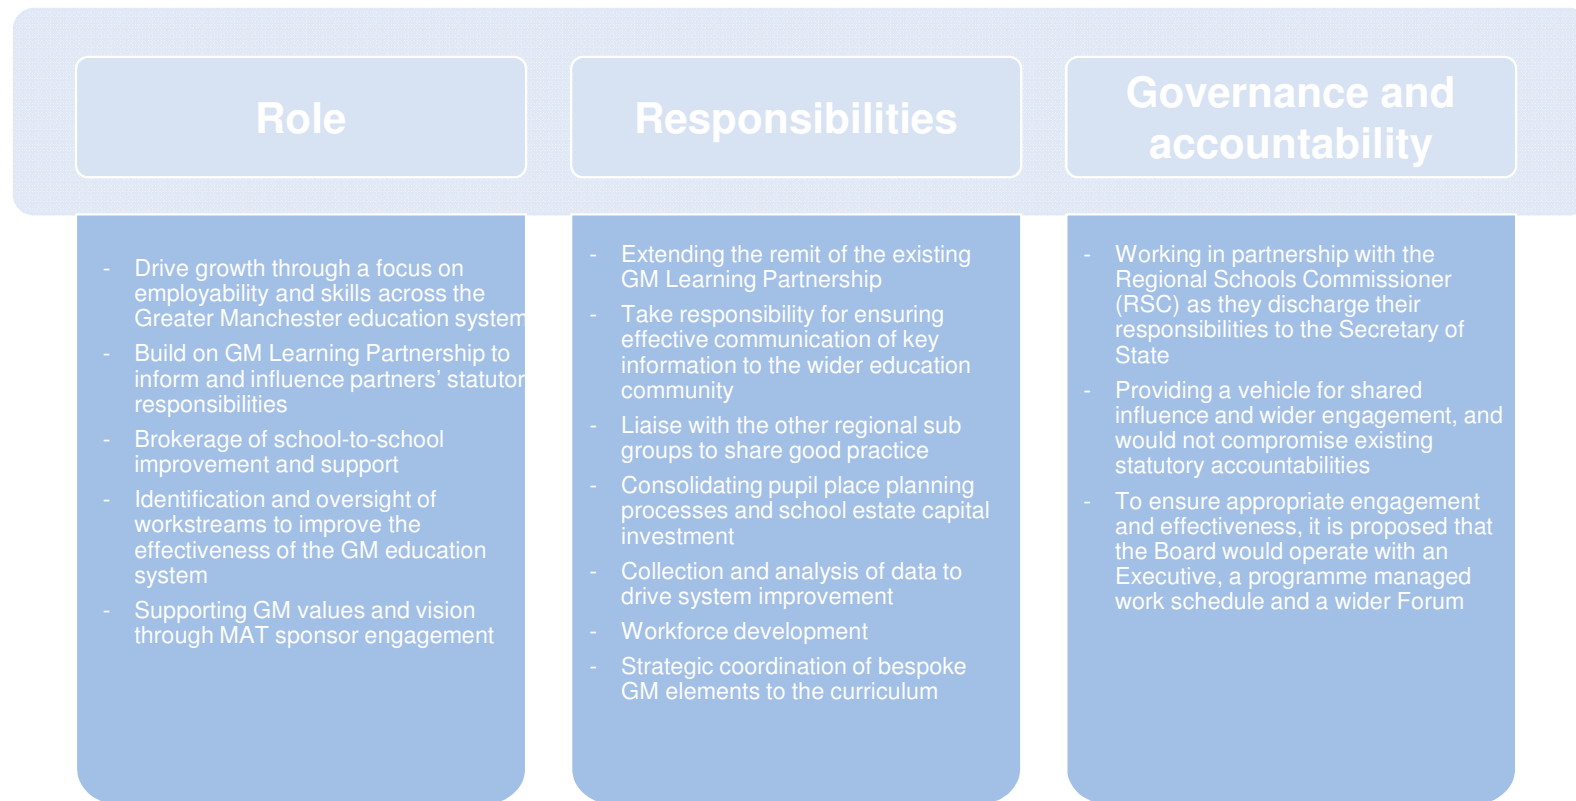 Role
- Drive growth through a focus on
employability and skills across the
Greater Manchester education system
- Build on GM Learning Partnership to
inform and influence partners’ statutor
responsibilities
- Brokerage of school-to-school
improvement and support
- Identification and oversight of
workstreams to improve the
effectiveness of the GM education
system
- Supporting GM values and vision
through MAT sponsor engagement
Responsibilities
- Extending the remit of the existing
GM Learning Partnership
- Take responsibility for ensuring
effective communication of key
information to the wider education
community
- Liaise with the other regional sub
groups to share good practice
- Consolidating pupil place planning
processes and school estate capital
investment
- Collection and analysis of data to
drive system improvement
- Workforce development
- Strategic coordination of bespoke
GM elements to the curriculum
Governance and
accountability
- Working in partnership with the
Regional Schools Commissioner
(RSC) as they discharge their
responsibilities to the Secretary of
State
- Providing a vehicle for shared
influence and wider engagement, and
would not compromise existing
statutory accountabilities
- To ensure appropriate engagement
and effectiveness, it is proposed that
the Board would operate with an
Executive, a programme managed
work schedule and a wider Forum